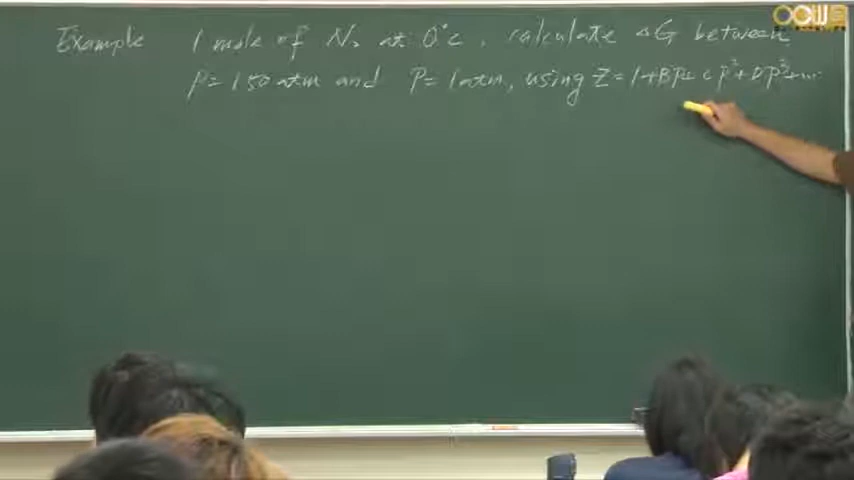 Example 1 mole of N₂ at 0°C, calculate ΔG between
P = 150 atm and P = 1 atm, using Z = 1+BP+CP²+DP³+...
OCW